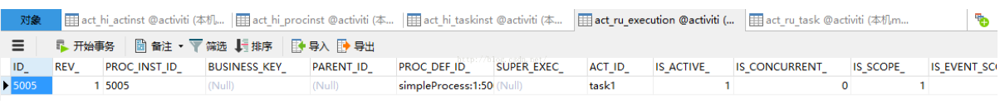 对象 act_hi_actinst @activiti (本机... act_hi_procinst @activiti (本... act_hi_taskinst @activiti (本机... act_ru_execution @activiti (... act_ru_task @activiti (本机m...
开始事务 备注 筛选 排序 导入 导出
ID_ REV_ PROC_INST_ID_ BUSINESS_KEY_ PARENT_ID_ PROC_DEF_ID_ SUPER_EXEC_ ACT_ID_ IS_ACTIVE_ IS_CONCURRENT_ IS_SCOPE_ IS_EVENT_SC
5005 1 5005 (Null) (Null) simpleProcess:1:50 (Null) task1 1 0 1